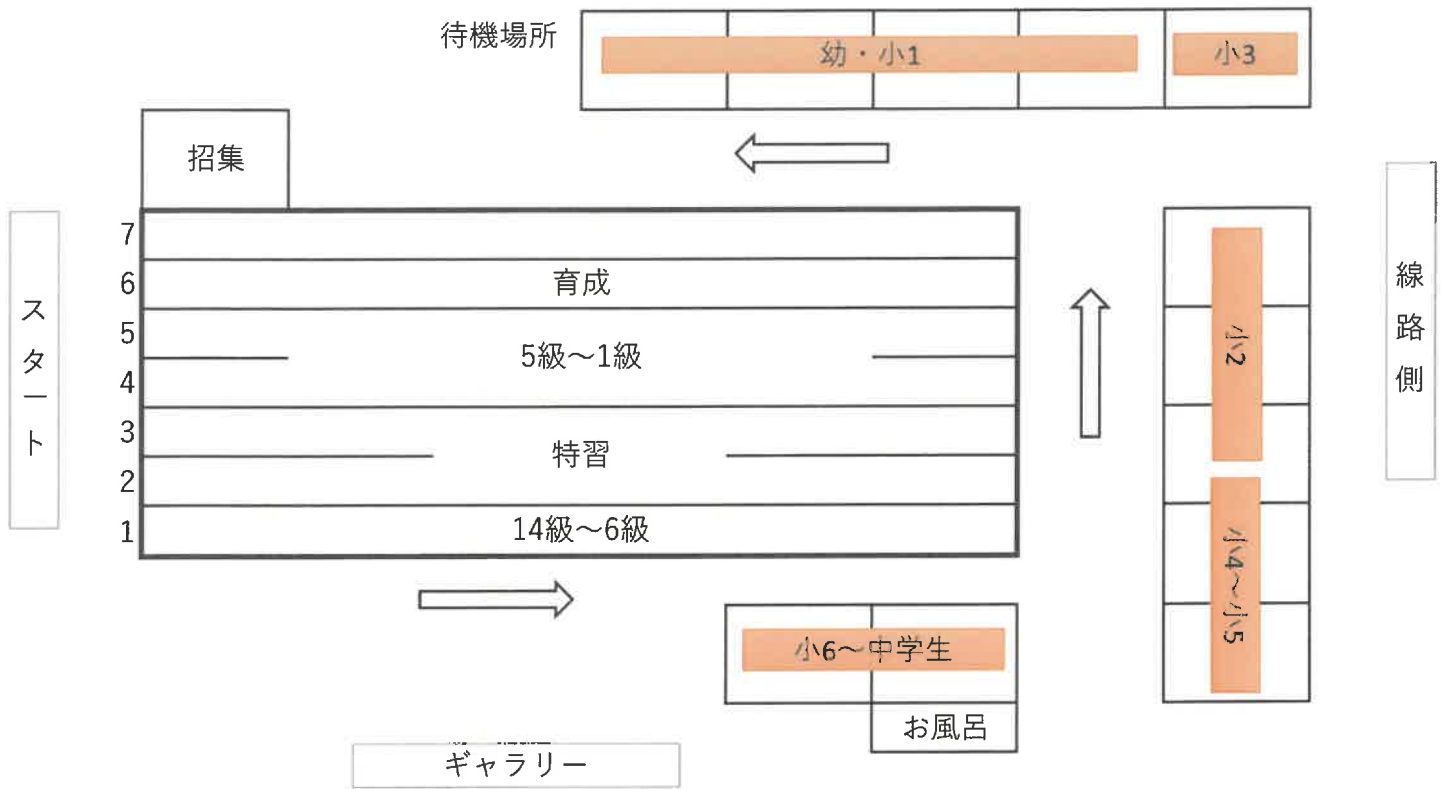 待機場所
幼・小1
小3
招集
スタート
線路側
7
6
育成
5
5級～1級
4
3
特習
2
1
14級～6級
小2
小4～小5
小6～中学生
お風呂
ギャラリー